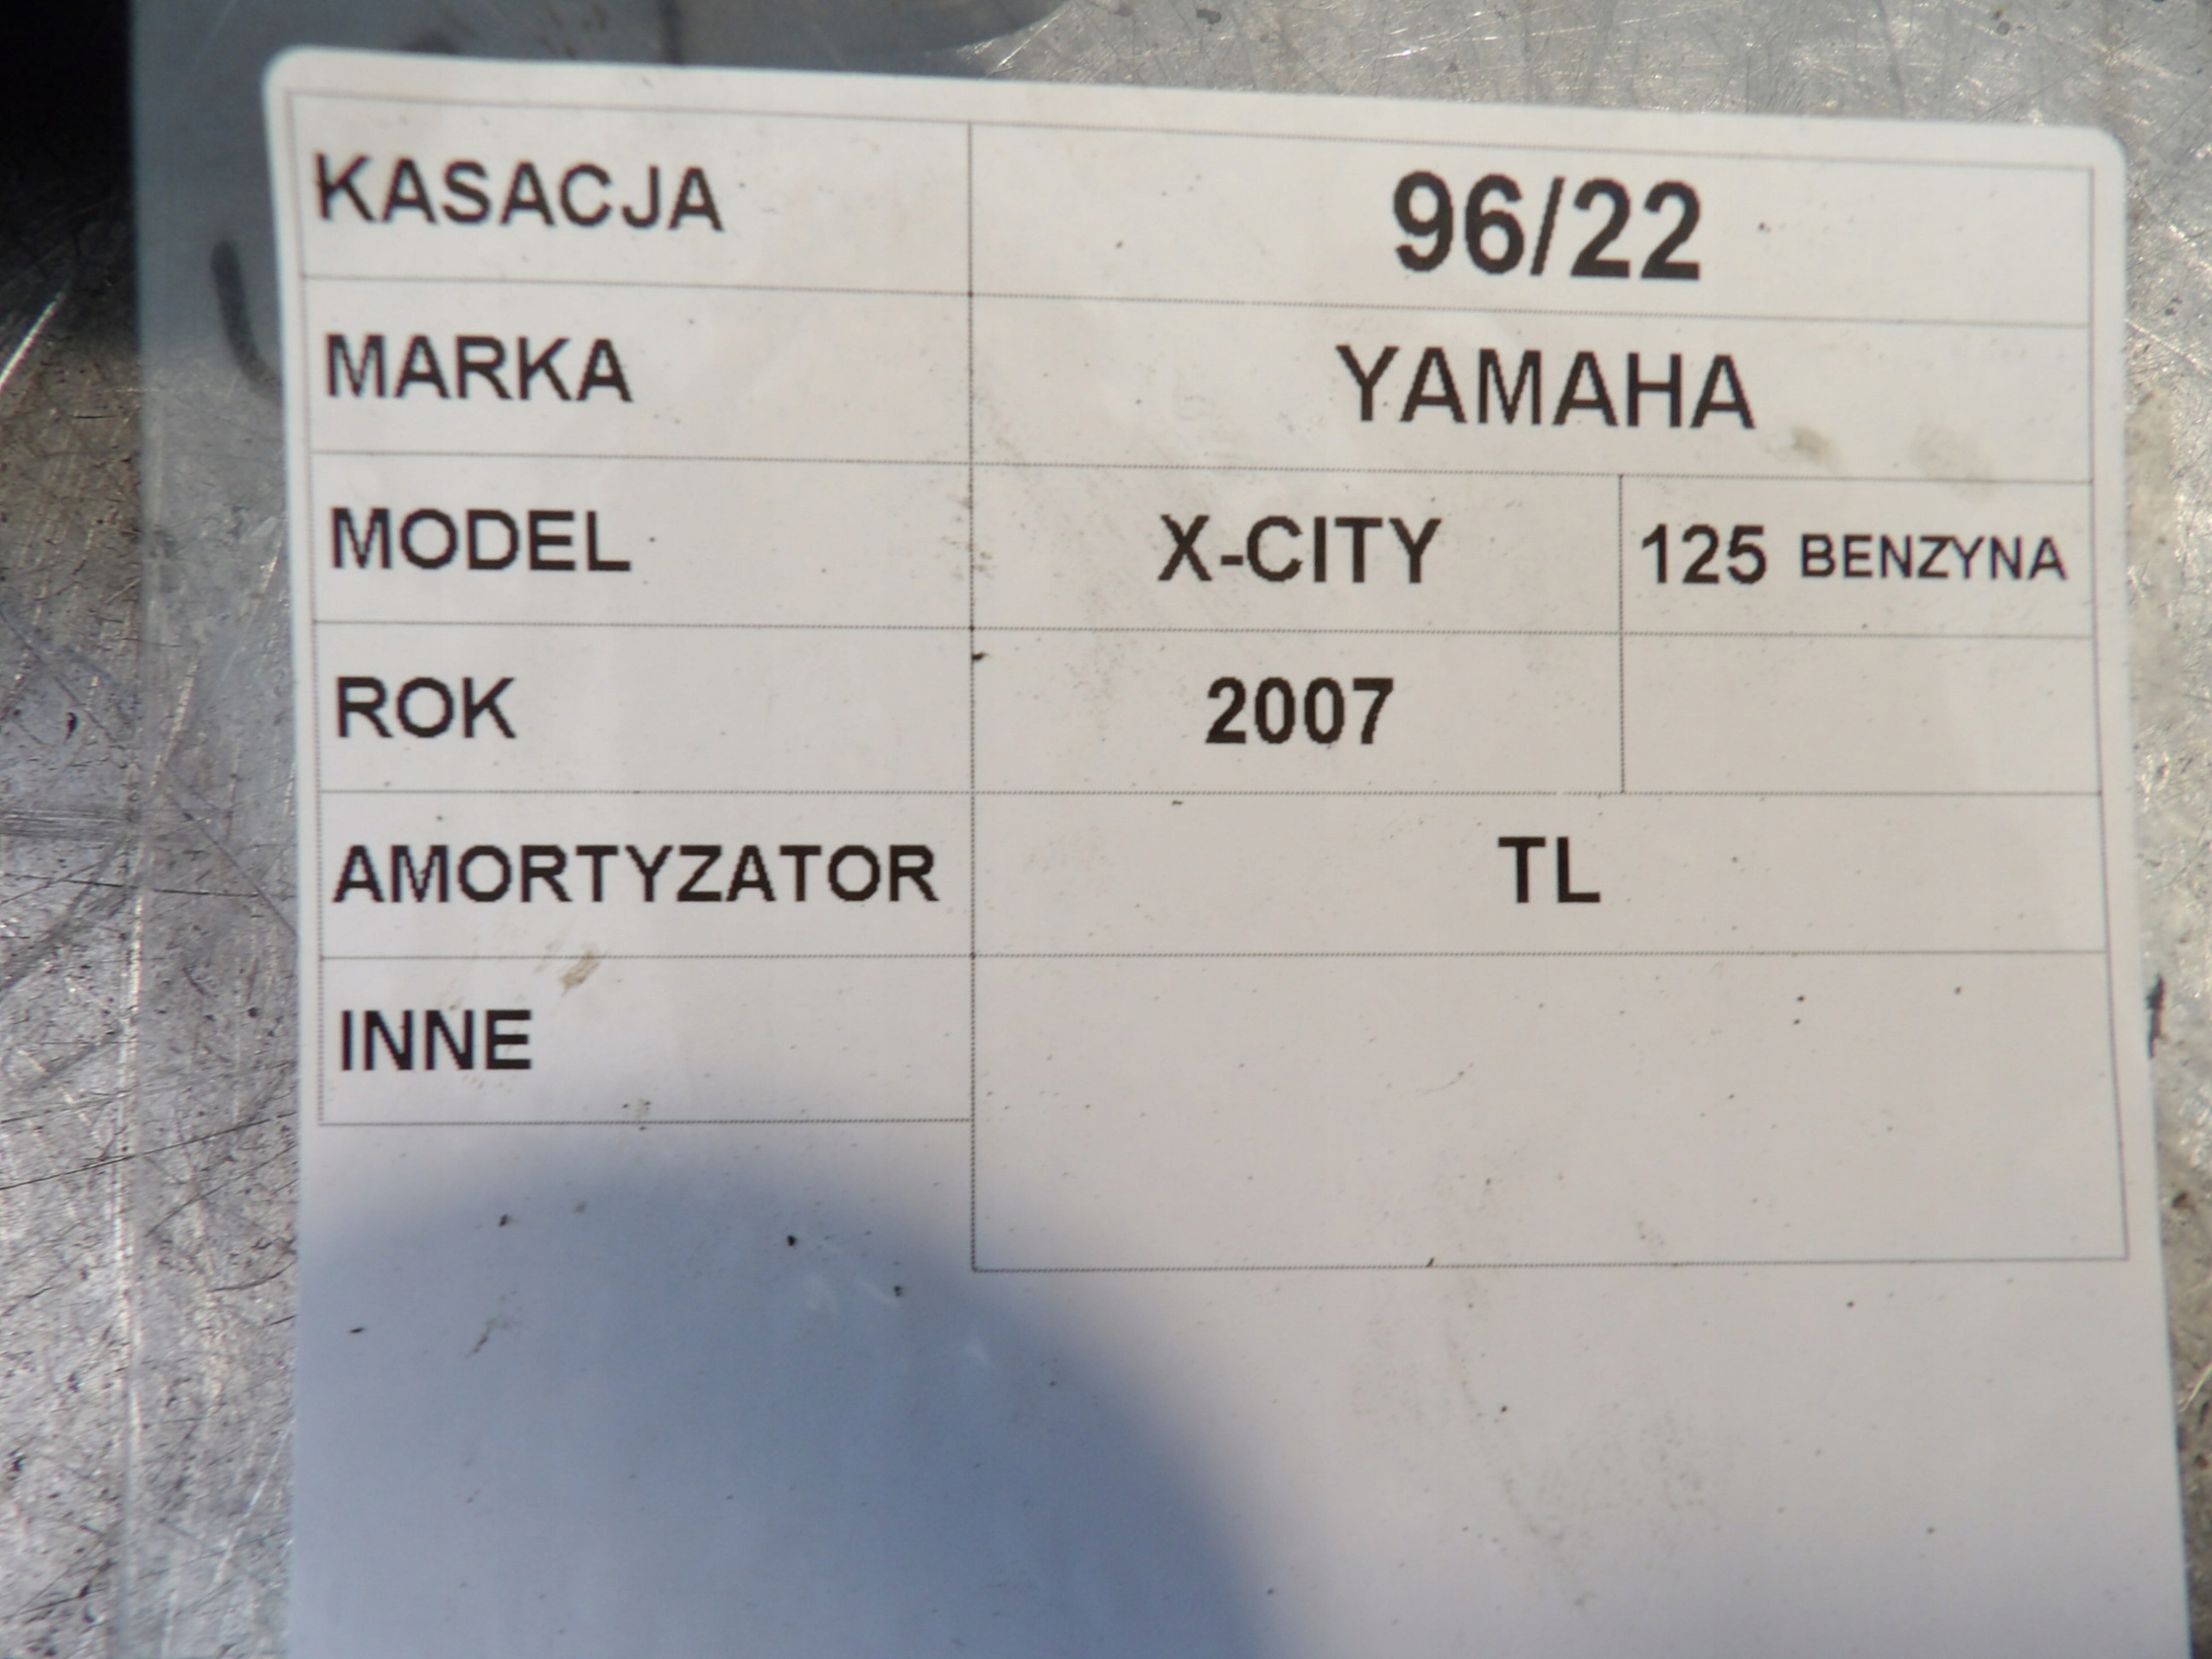 KASACJA 96/22
MARKA YAMAHA
MODEL X-CITY 125 BENZYNA
ROK 2007
AMORTYZATOR TL
INNE